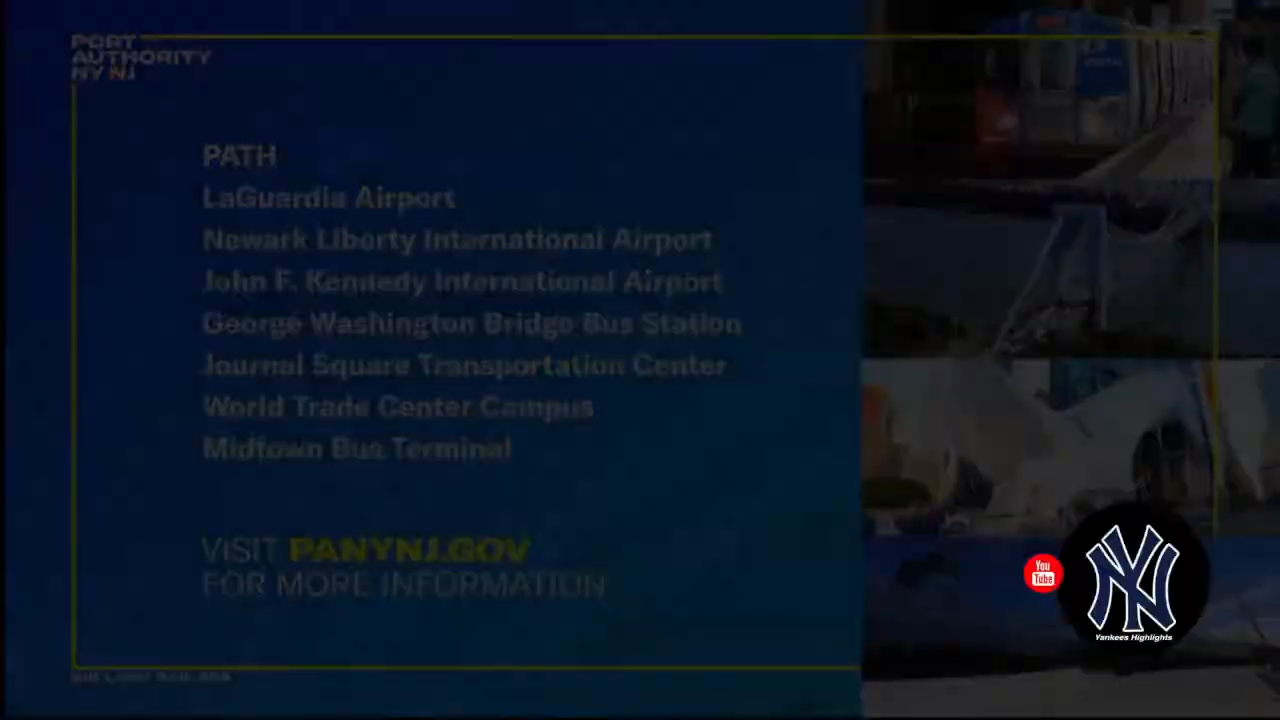 PORT
AUTHORITY
NY NJ
PATH
LaGuardia Airport
Newark Liberty International Airport
John F. Kennedy International Airport
George Washington Bridge Bus Station
Journal Square Transportation Center
World Trade Center Campus
Midtown Bus Terminal
VISIT PANYNJ.GOV
FOR MORE INFORMATION
You
Tube
NY
Yankees Highlights